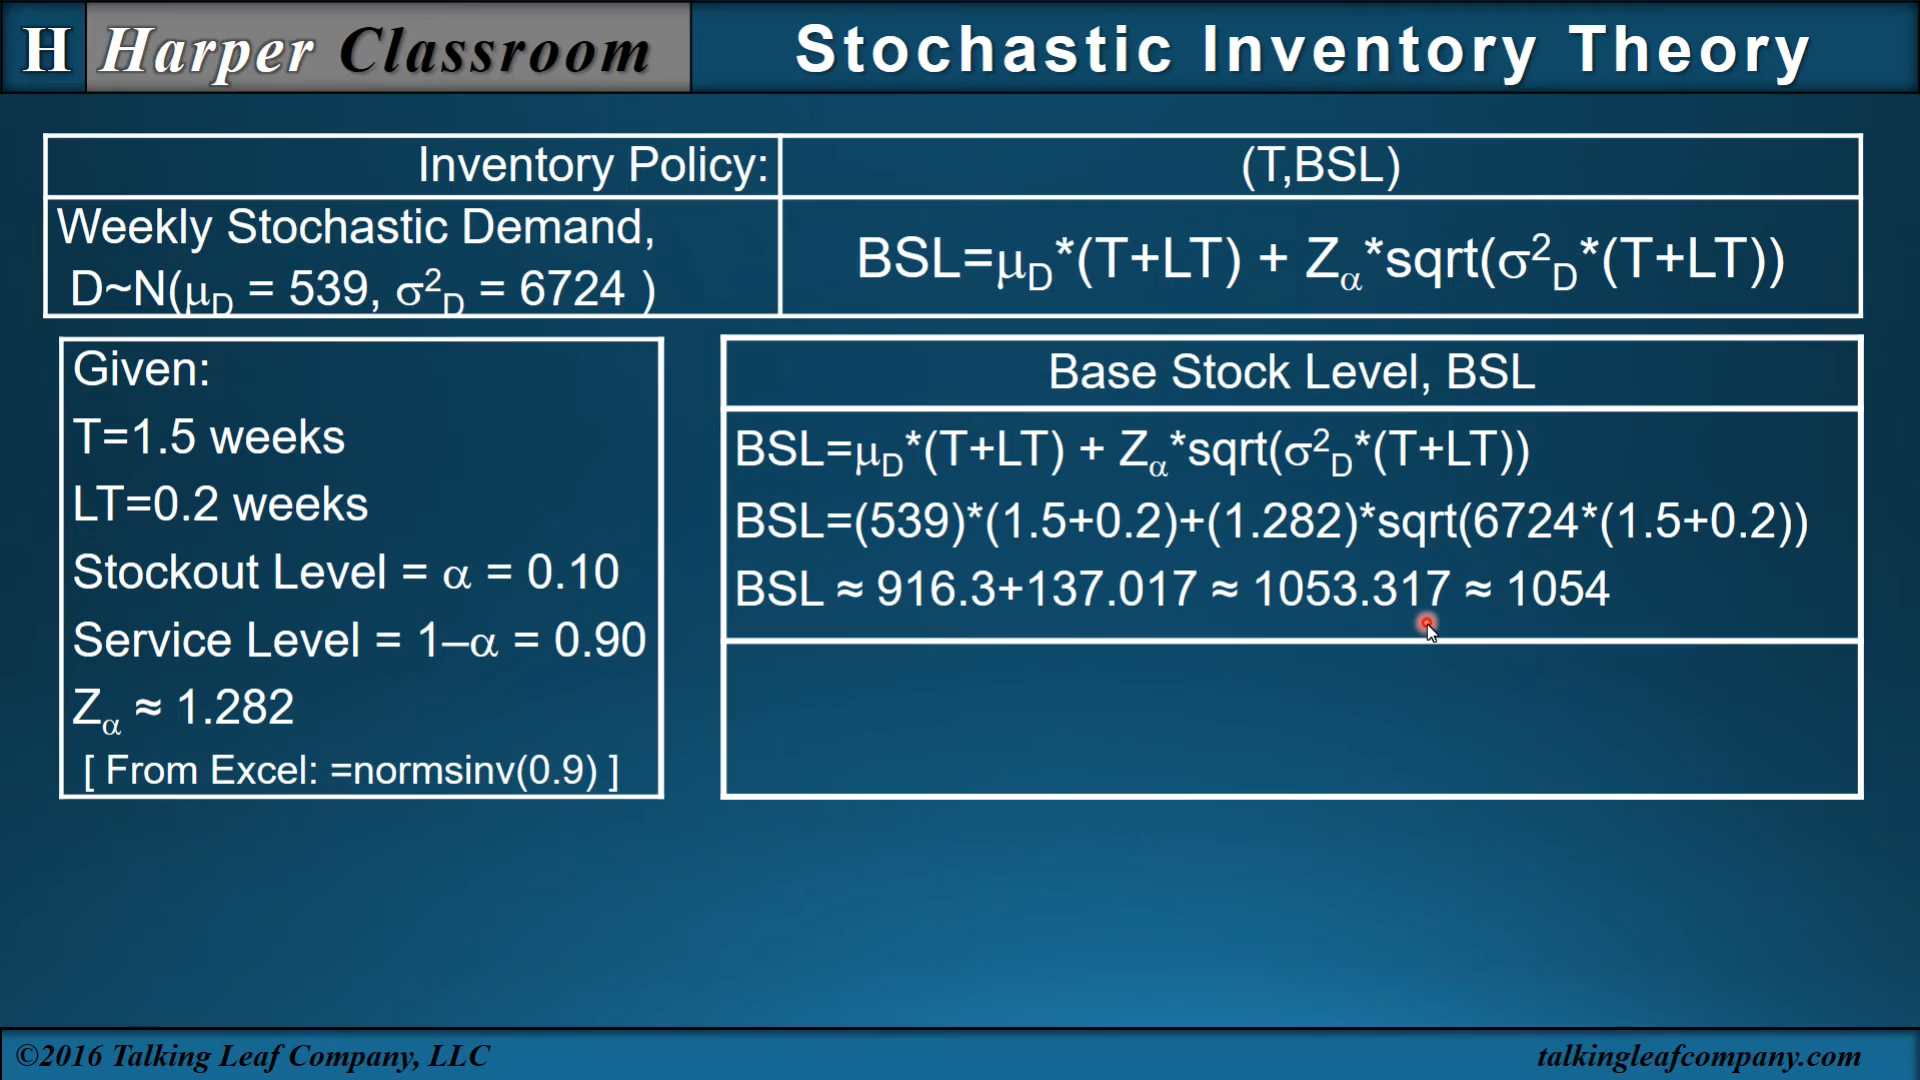 H Harper Classroom Stochastic Inventory Theory
Inventory Policy: (T,BSL)
Weekly Stochastic Demand,
D~N(μD = 539, σ²D = 6724 )
BSL=μD*(T+LT) + Zα*sqrt(σ²D*(T+LT))
Given:
T=1.5 weeks
LT=0.2 weeks
Stockout Level = α = 0.10
Service Level = 1–α = 0.90
Zα ≈ 1.282
[ From Excel: =normsinv(0.9) ]
Base Stock Level, BSL
BSL=μD*(T+LT) + Zα*sqrt(σ²D*(T+LT))
BSL=(539)*(1.5+0.2)+(1.282)*sqrt(6724*(1.5+0.2))
BSL ≈ 916.3+137.017 ≈ 1053.317 ≈ 1054
©2016 Talking Leaf Company, LLC talkingleafcompany.com